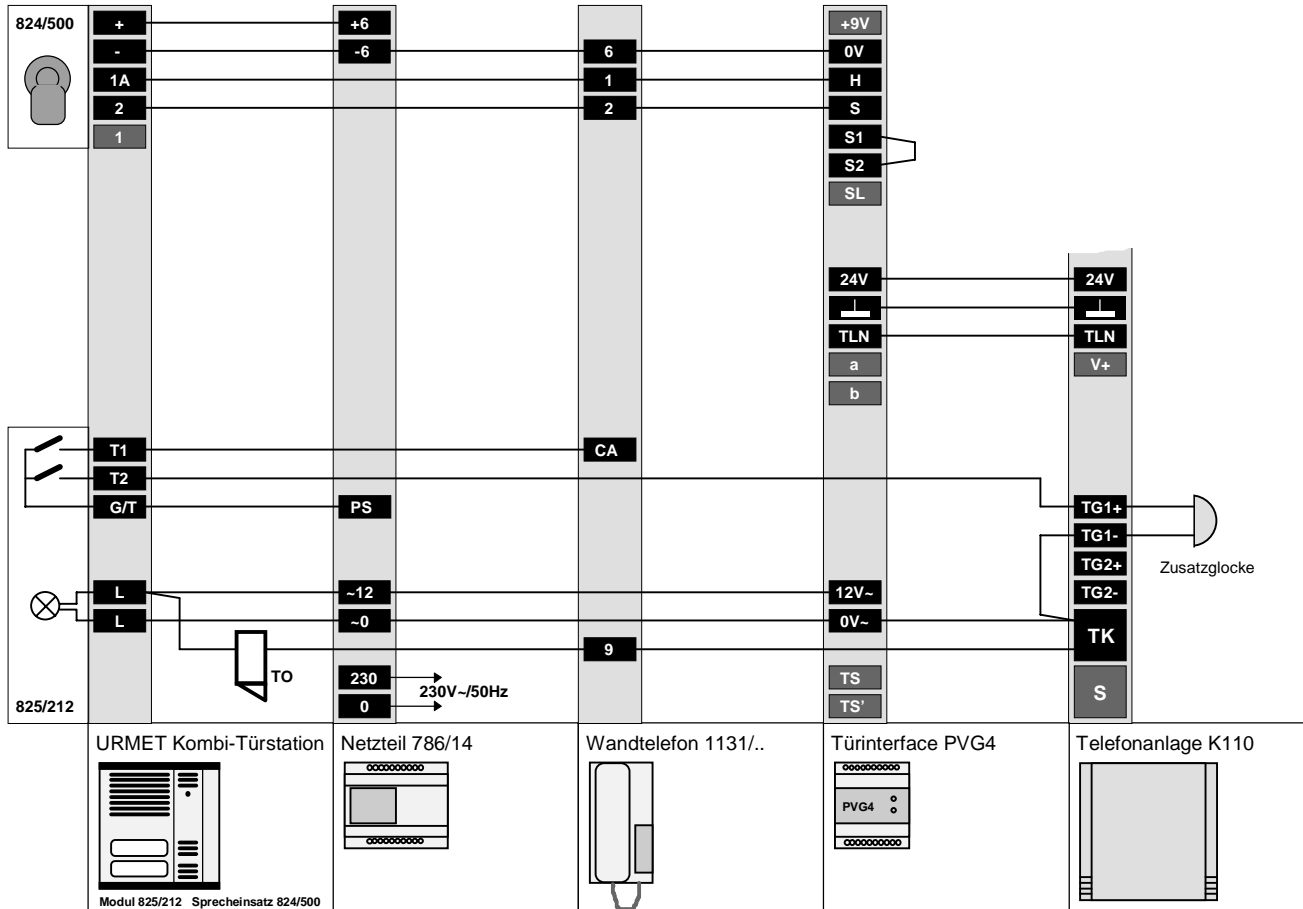 824/500 + +6 +9V
- -6 6 0V
1A 1 H
2 2 S
1 S1
S2
SL
24V 24V
TLN TLN
a V+
b
T1 CA
T2
G/T PS TG1+
TG1-
TG2+ Zusatzglocke
L ~12 12V~ TG2-
L ~0 0V~ TK
9
TO
230 230V~/50Hz TS S
825/212 0 TS'
URMET Kombi-Türstation Netzteil 786/14 Wandtelefon 1131/.. Türinterface PVG4 Telefonanlage K110
PVG4
Modul 825/212 Sprecheinsatz 824/500